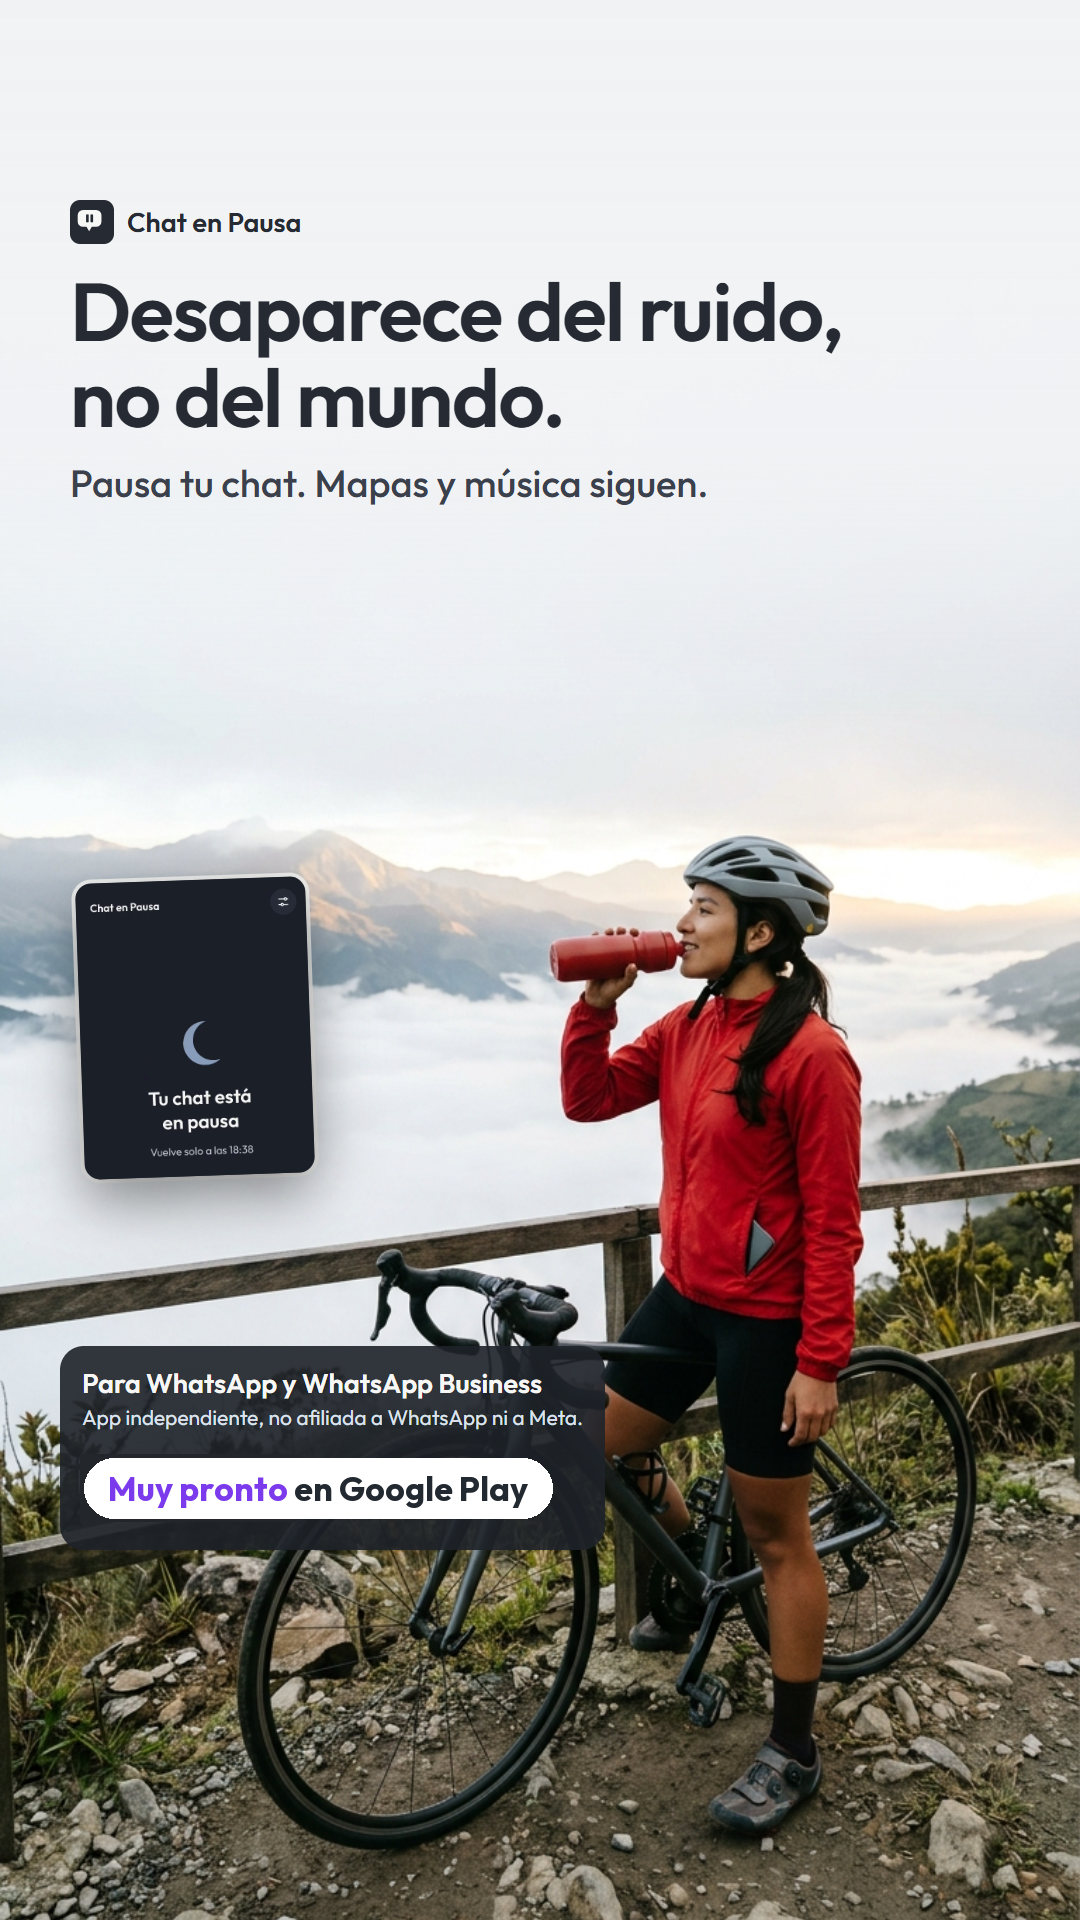 Chat en Pausa
Desaparece del ruido,
no del mundo.
Pausa tu chat. Mapas y música siguen.
Chat en Pausa
Tu chat está
en pausa
Vuelve solo a las 18:38
Para WhatsApp y WhatsApp Business
App independiente, no afiliada a WhatsApp ni a Meta.
Muy pronto en Google Play